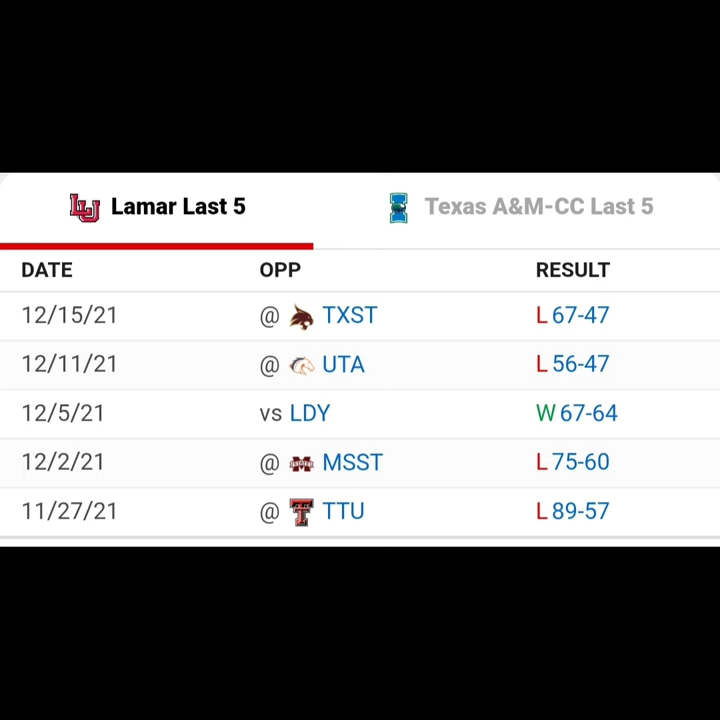 Lamar Last 5 Texas A&M-CC Last 5
DATE OPP RESULT
12/15/21 @ TXST L 67-47
12/11/21 @ UTA L 56-47
12/5/21 vs LDY W 67-64
12/2/21 @ MSST L 75-60
11/27/21 @ TTU L 89-57